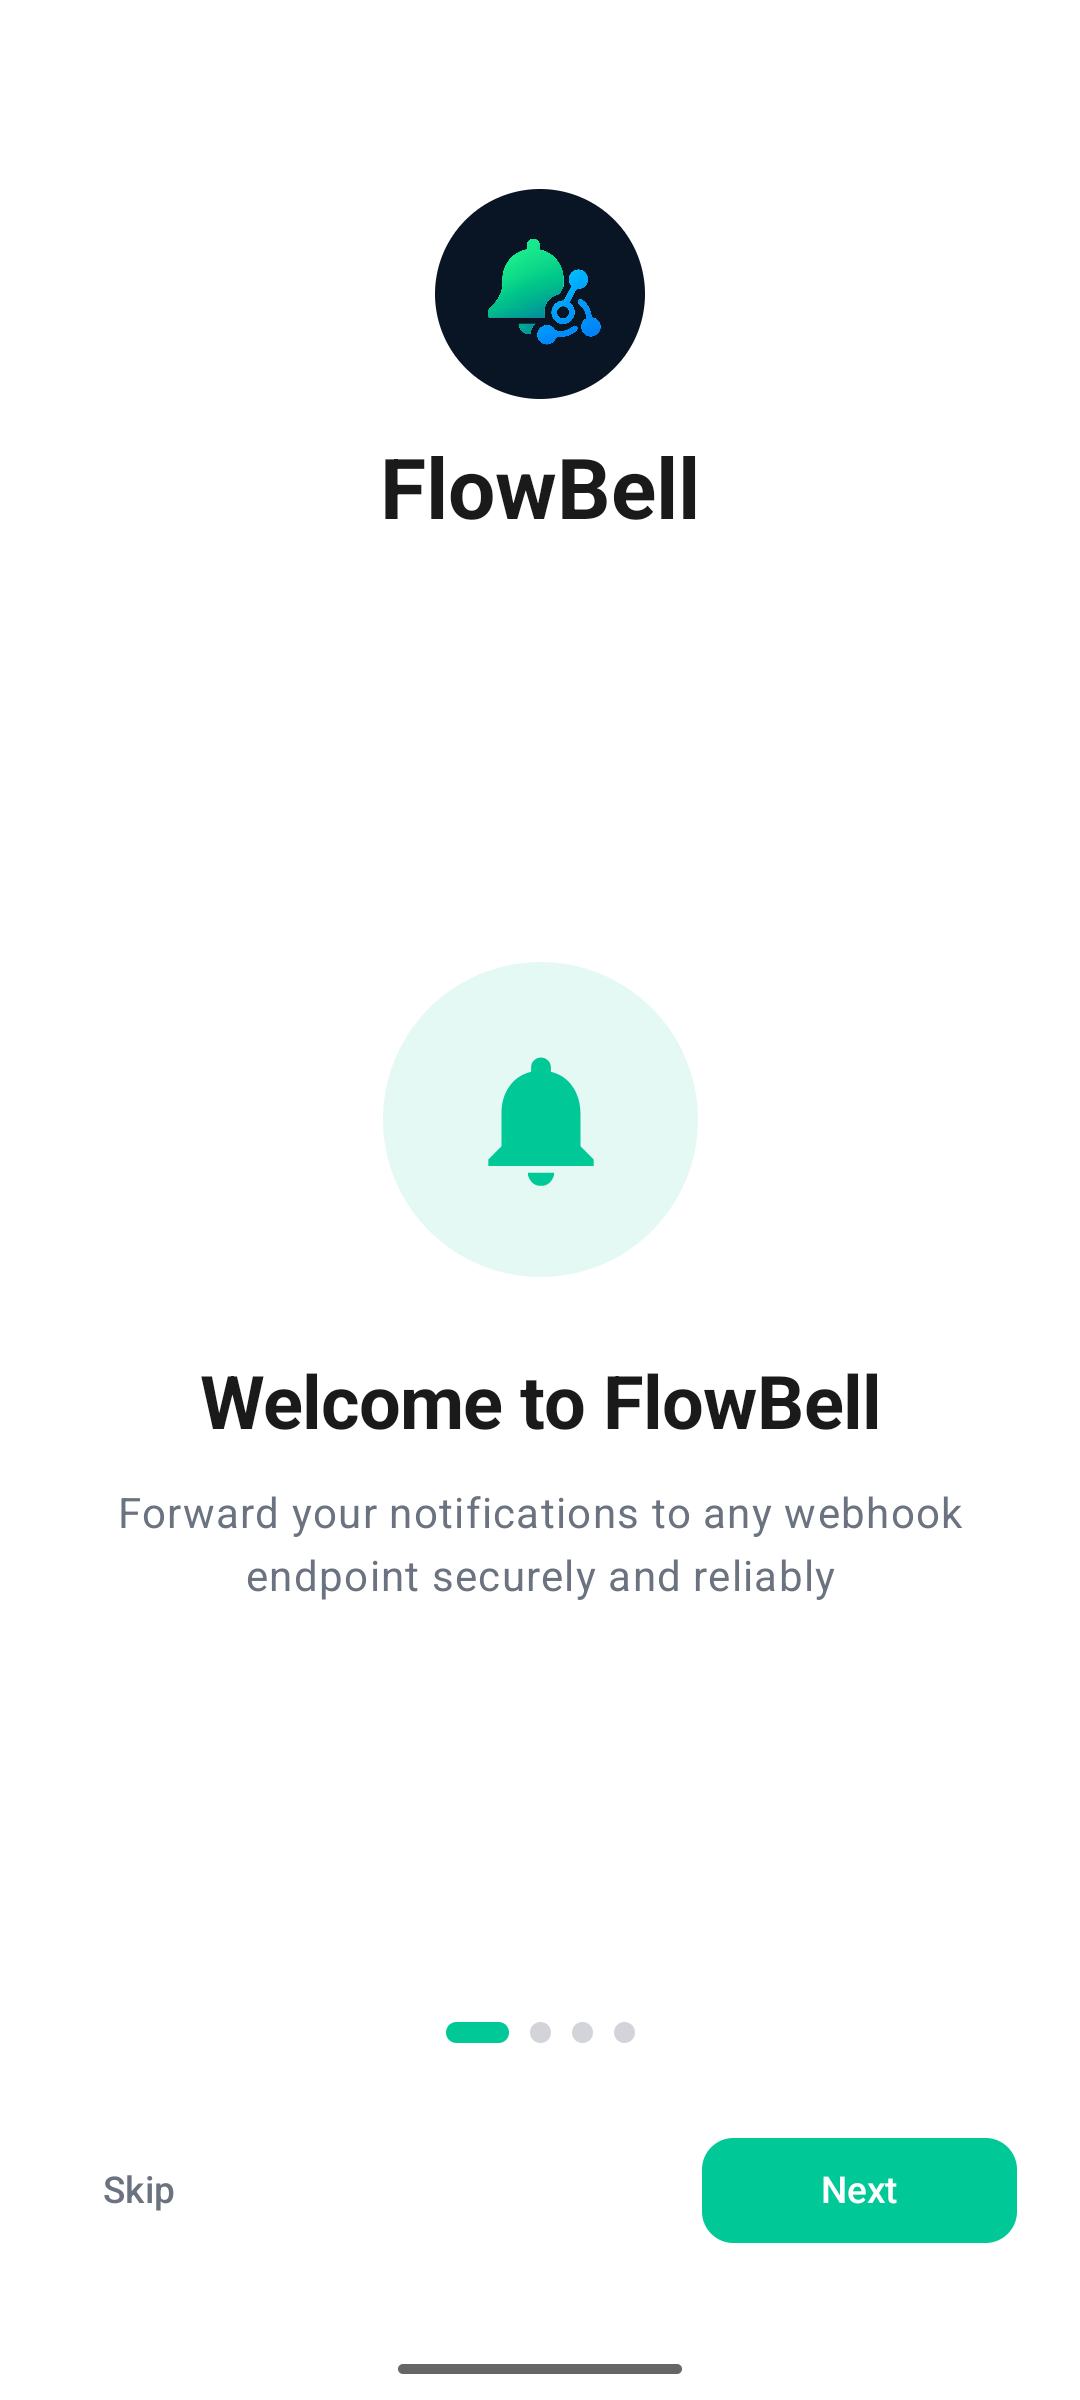 FlowBell
Welcome to FlowBell
Forward your notifications to any webhook
endpoint securely and reliably
Skip
Next